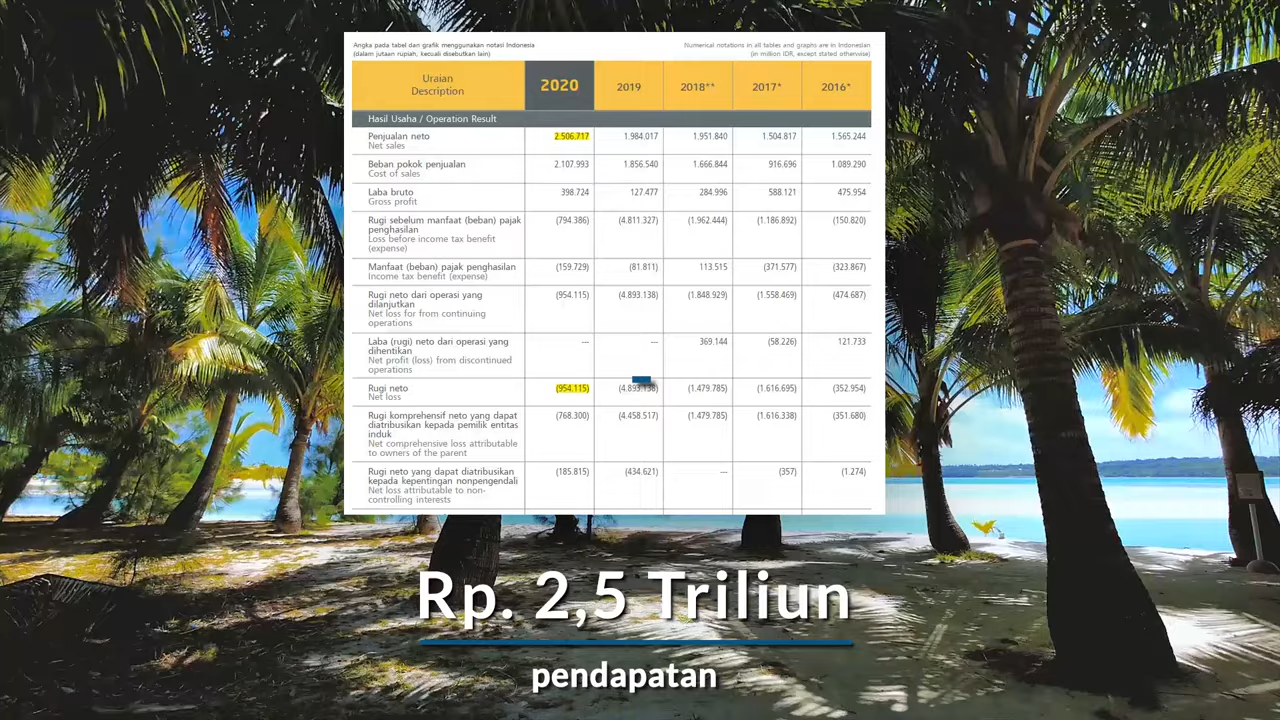 Angka pada tabel dan grafik menggunakan notasi Indonesia
(dalam jutaan rupiah, kecuali disebutkan lain)
Numerical notations in all tables and graphs are in Indonesian
(in million IDR, except stated otherwise)
Uraian
Description
2020 2019 2018** 2017* 2016*
Hasil Usaha / Operation Result
Penjualan neto 2.506.717 1.984.017 1.951.840 1.504.817 1.565.244
Net sales
Beban pokok penjualan 2.107.993 1.856.540 1.666.844 916.696 1.089.290
Cost of sales
Laba bruto 398.724 127.477 284.996 588.121 475.954
Gross profit
Rugi sebelum manfaat (beban) pajak (794.386) (4.811.327) (1.962.444) (1.186.892) (150.820)
penghasilan
Loss before income tax benefit
(expense)
Manfaat (beban) pajak penghasilan (159.729) (81.811) 113.515 (371.577) (323.867)
Income tax benefit (expense)
Rugi neto dari operasi yang (954.115) (4.893.138) (1.848.929) (1.558.469) (474.687)
dilanjutkan
Net loss for from continuing
operations
Laba (rugi) neto dari operasi yang --- --- 369.144 (58.226) 121.733
dihentikan
Net profit (loss) from discontinued
operations
Rugi neto (954.115) (4.893.138) (1.479.785) (1.616.695) (352.954)
Net loss
Rugi komprehensif neto yang dapat (768.300) (4.458.517) (1.479.785) (1.616.338) (351.680)
diatribusikan kepada pemilik entitas
induk
Net comprehensive loss attributable
to owners of the parent
Rugi neto yang dapat diatribusikan (185.815) (434.621) --- (357) (1.274)
kepada kepentingan nonpengendali
Net loss attributable to non-
controlling interests
Rp. 2,5 Triliun
pendapatan